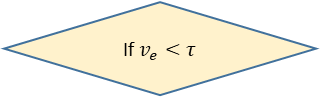 If 𝑣ₑ < 𝜏